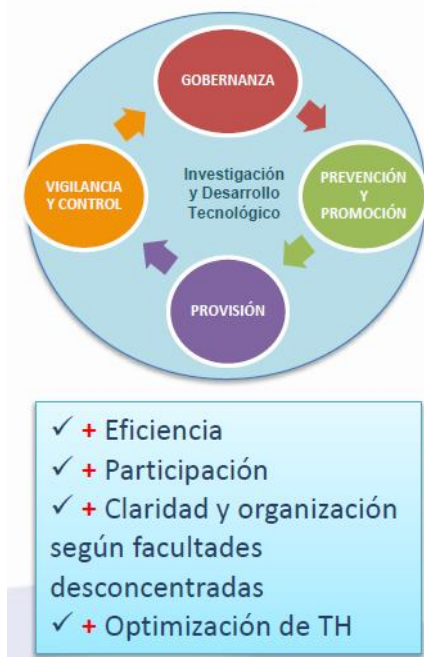 GOBERNANZA
VIGILANCIA
Y CONTROL
Investigación
y Desarrollo
Tecnológico
PREVENCIÓN
Y
PROMOCIÓN
PROVISIÓN
✓ + Eficiencia
✓ + Participación
✓ + Claridad y organización
según facultades
desconcentradas
✓ + Optimización de TH